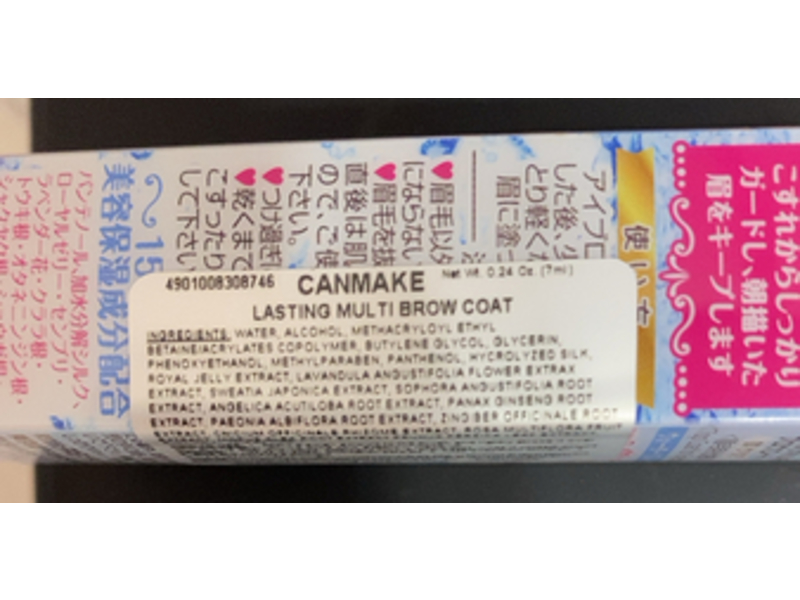 こすれからしっかり
ガードし、朝描いた
眉をキープします
使い方
アイブロ
した後、
とり軽く
眉に塗
♥眉毛以外
にならない
♥眉毛を抜
直後は肌
ので、ご使
下さい。
♥つけ過ぎ
♥乾くまで
こすったり
して下さい
〜15
美容保湿成分配合
パンテノール、加水分解シルク、
ローヤルゼリー・センブリ・
ラベンダー花・クララ根・
トウキ根・オタネニンジン根・
4901008308746 CANMAKE Net Wt. 0.24 Oz. (7ml)
LASTING MULTI BROW COAT
INGREDIENTS: WATER, ALCOHOL, METHACRYLOYL ETHYL
BETAINE/ACRYLATES COPOLYMER, BUTYLENE GLYCOL, GLYCERIN,
PHENOXYETHANOL, METHYLPARABEN, PANTHENOL, HYCROLYZED SILK,
ROYAL JELLY EXTRACT, LAVANDULA ANGUSTIFOLIA FLOWER EXTRAX
EXTRACT, SWEATIA JAPONICA EXTRACT, SOPHORA ANGUSTIFOLIA ROOT
EXTRACT, ANGELICA ACUTILOBA ROOT EXTRACT, PANAX GINSENG ROOT
EXTRACT, PAEONIA ALBIFLORA ROOT EXTRACT, ZINGIBER OFFICINALE ROOT